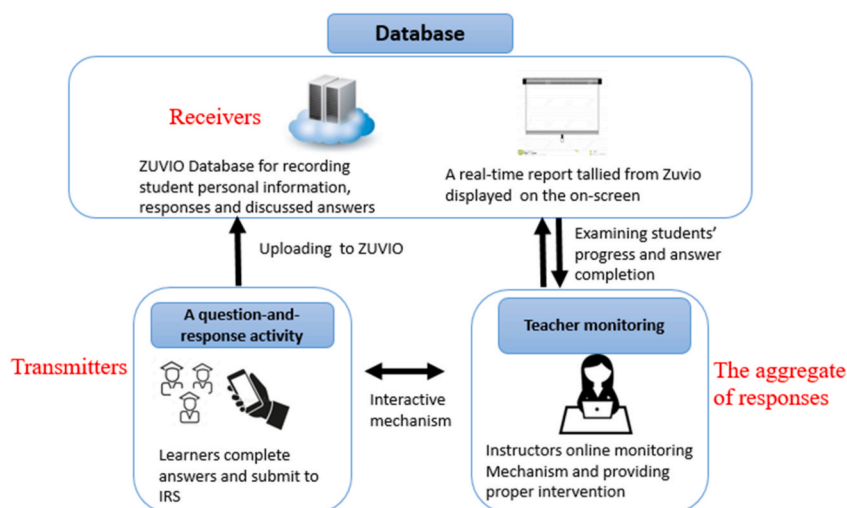 Database
Receivers
ZUVIO Database for recording
student personal information,
responses and discussed answers
A real-time report tallied from Zuvio
displayed on the on-screen
Uploading to ZUVIO
Examining students'
progress and answer
completion
A question-and-
response activity
Teacher monitoring
Transmitters
The aggregate
of responses
Interactive
mechanism
Learners complete
answers and submit to
IRS
Instructors online monitoring
Mechanism and providing
proper intervention